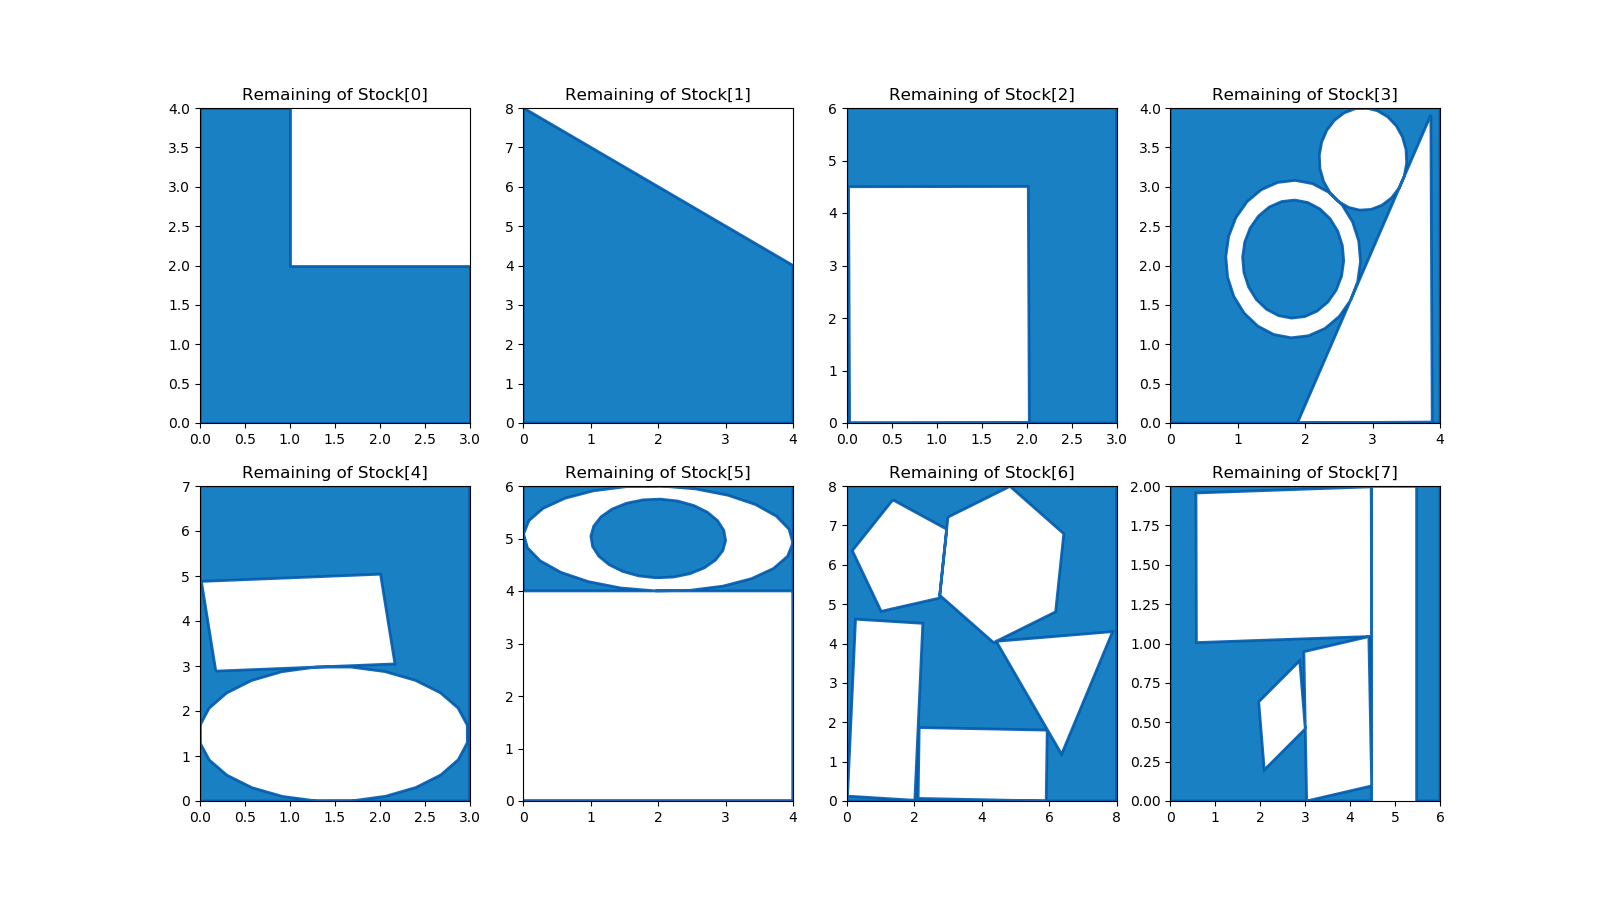 Remaining of Stock[0] Remaining of Stock[1] Remaining of Stock[2] Remaining of Stock[3]
4.0 8 6 4.0
3.5 7 3.5
5
3.0 6 3.0
4
2.5 5 2.5
2.0 4 3 2.0
1.5 3 1.5
2
1.0 2 1.0
1
0.5 1 0.5
0.0 0 0 0.0
0.0 0.5 1.0 1.5 2.0 2.5 3.0 0 1 2 3 4 0.0 0.5 1.0 1.5 2.0 2.5 3.0 0 1 2 3 4
Remaining of Stock[4] Remaining of Stock[5] Remaining of Stock[6] Remaining of Stock[7]
7 6 8 2.00
6 7 1.75
5 5 6 1.50
4 4 5 1.25
3 3 4 1.00
2 2 3 0.75
2 0.50
1 1 1 0.25
0 0 0 0.00
0.0 0.5 1.0 1.5 2.0 2.5 3.0 0 1 2 3 4 0 2 4 6 8 0 1 2 3 4 5 6